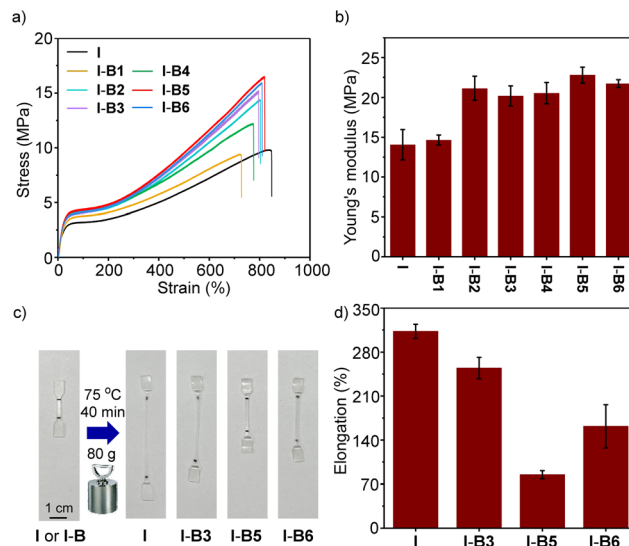 a)
20
15
10
5
0
Stress (MPa)
I
I-B1
I-B2
I-B3
I-B4
I-B5
I-B6
0 200 400 600 800 1000
Strain (%)
b)
25
20
15
10
5
0
Young's modulus (MPa)
I I-B1 I-B2 I-B3 I-B4 I-B5 I-B6
c)
75 °C
40 min
80 g
1 cm
I or I-B I I-B3 I-B5 I-B6
d)
350
280
210
140
70
0
Elongation (%)
I I-B3 I-B5 I-B6